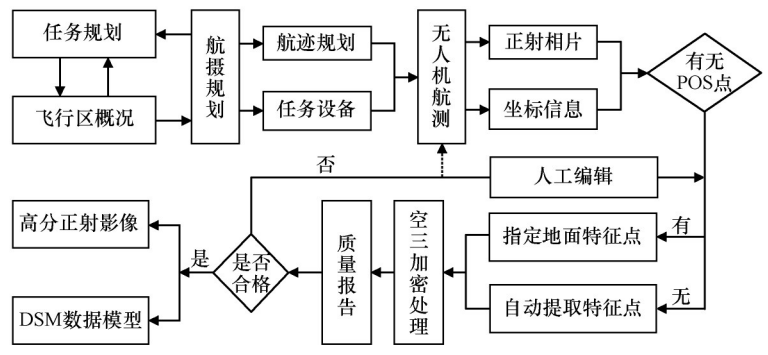 任务规划
飞行区概况
航摄规划
航迹规划
任务设备
无人机航测
正射相片
坐标信息
有无
POS点
否
人工编辑
高分正射影像
DSM数据模型
是
是否
合格
质量报告
空三加密处理
指定地面特征点
有
自动提取特征点
无